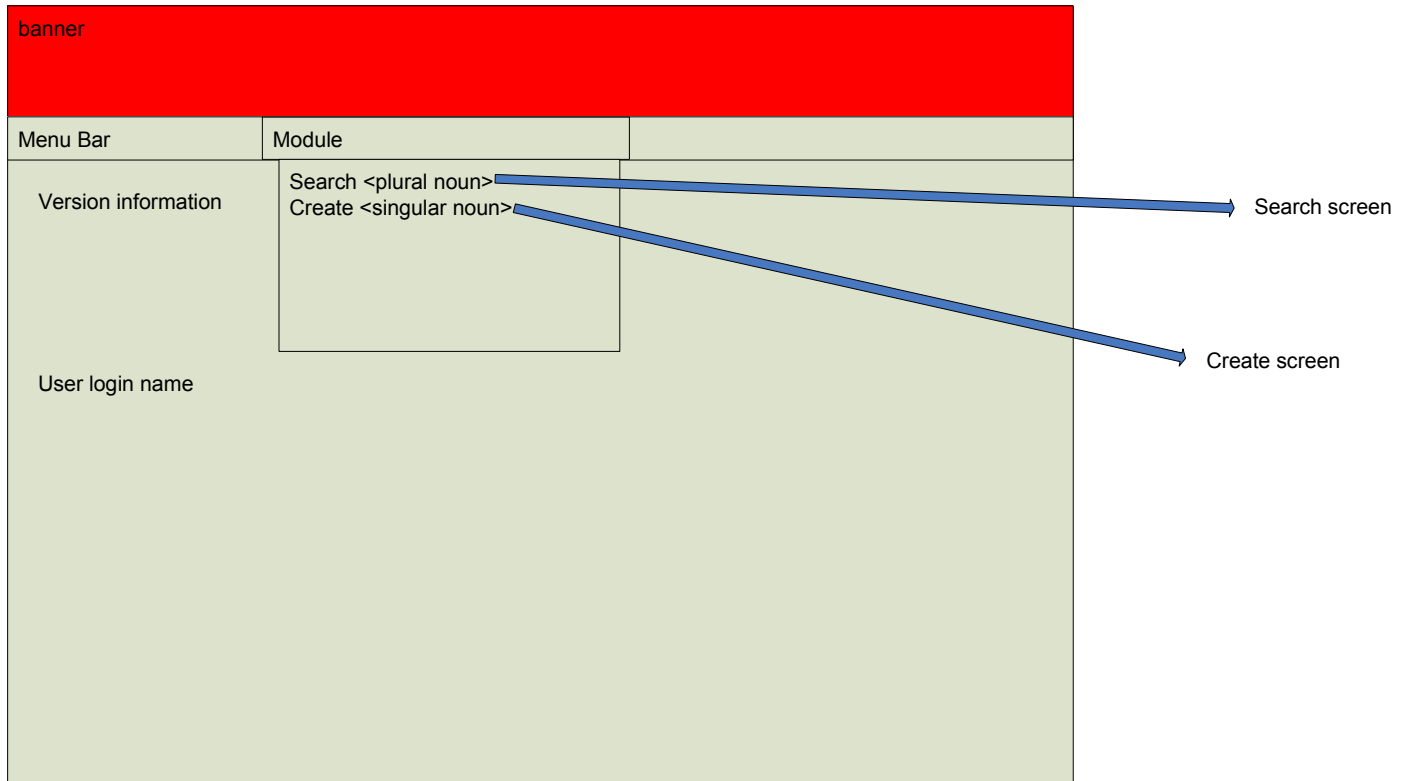 banner
Menu Bar
Module
Search <plural noun>
Create <singular noun>
Version information
Search screen
Create screen
User login name